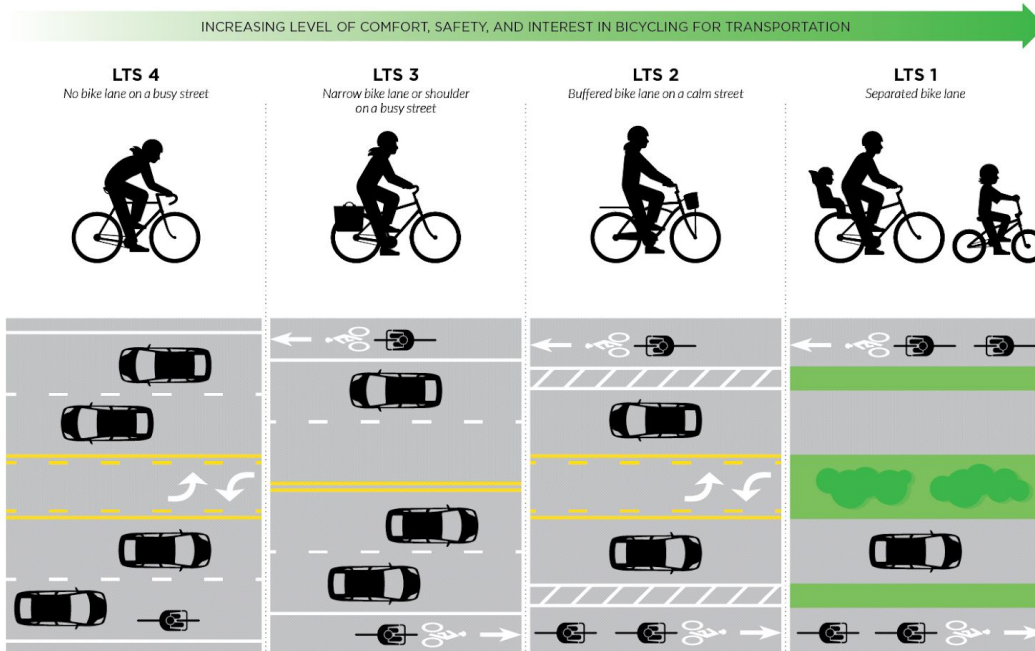 INCREASING LEVEL OF COMFORT, SAFETY, AND INTEREST IN BICYCLING FOR TRANSPORTATION
LTS 4
No bike lane on a busy street
LTS 3
Narrow bike lane or shoulder
on a busy street
LTS 2
Buffered bike lane on a calm street
LTS 1
Separated bike lane